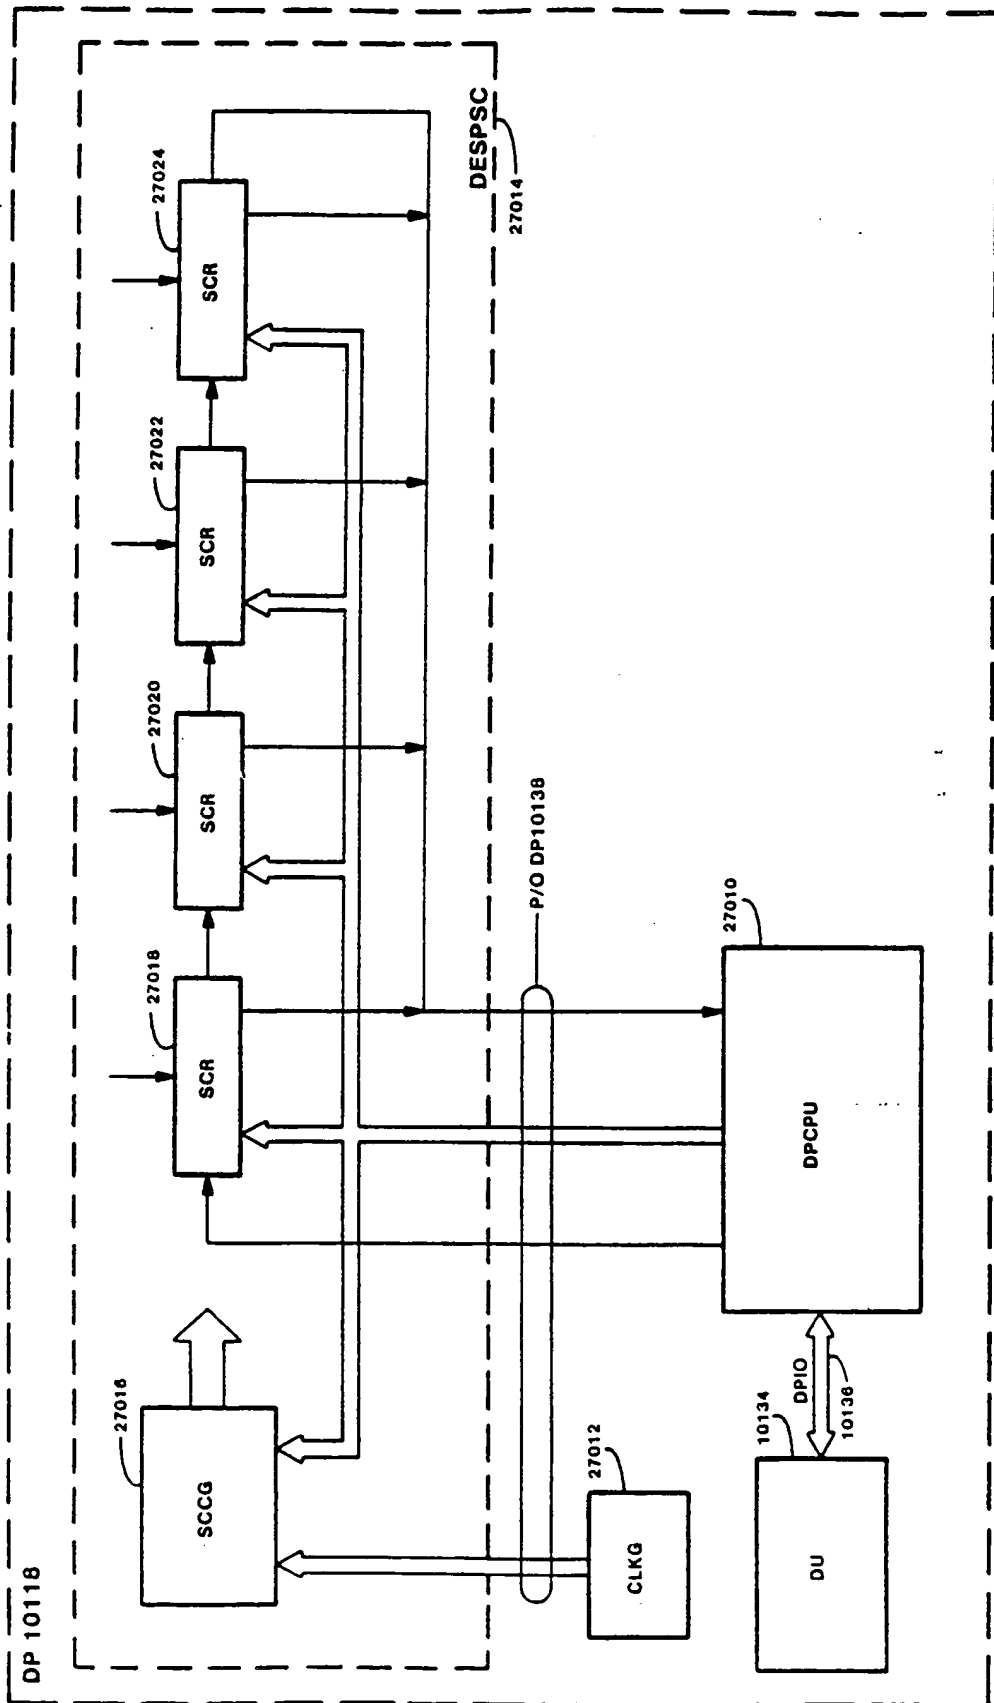 DP 10118
27016
SCCG
27018
SCR
27020
SCR
27022
SCR
27024
SCR
DESPSC
27014
P/O DP10138
27012
CLKG
27010
DPCPU
10134
DU
DPIO
10136